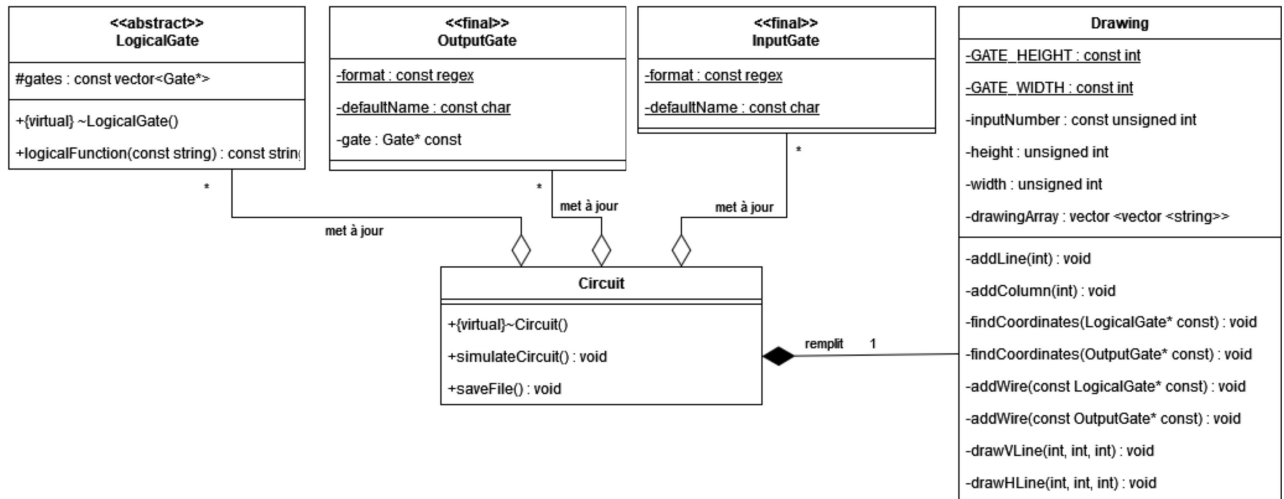 <<abstract>>
LogicalGate
#gates : const vector<Gate*>
+{virtual} ~LogicalGate()
+logicalFunction(const string) : const string
<<final>>
OutputGate
-format : const regex
-defaultName : const char
-gate : Gate* const
<<final>>
InputGate
-format : const regex
-defaultName : const char
Drawing
-GATE_HEIGHT : const int
-GATE_WIDTH : const int
-inputNumber : const unsigned int
-height : unsigned int
-width : unsigned int
-drawingArray : vector <vector <string>>
-addLine(int) : void
-addColumn(int) : void
-findCoordinates(LogicalGate* const) : void
-findCoordinates(OutputGate* const) : void
-addWire(const LogicalGate* const) : void
-addWire(const OutputGate* const) : void
-drawVLine(int, int, int) : void
-drawHLine(int, int, int) : void
*
met à jour
*
met à jour
*
met à jour
Circuit
+{virtual}~Circuit()
+simulateCircuit() : void
+saveFile() : void
remplit 1